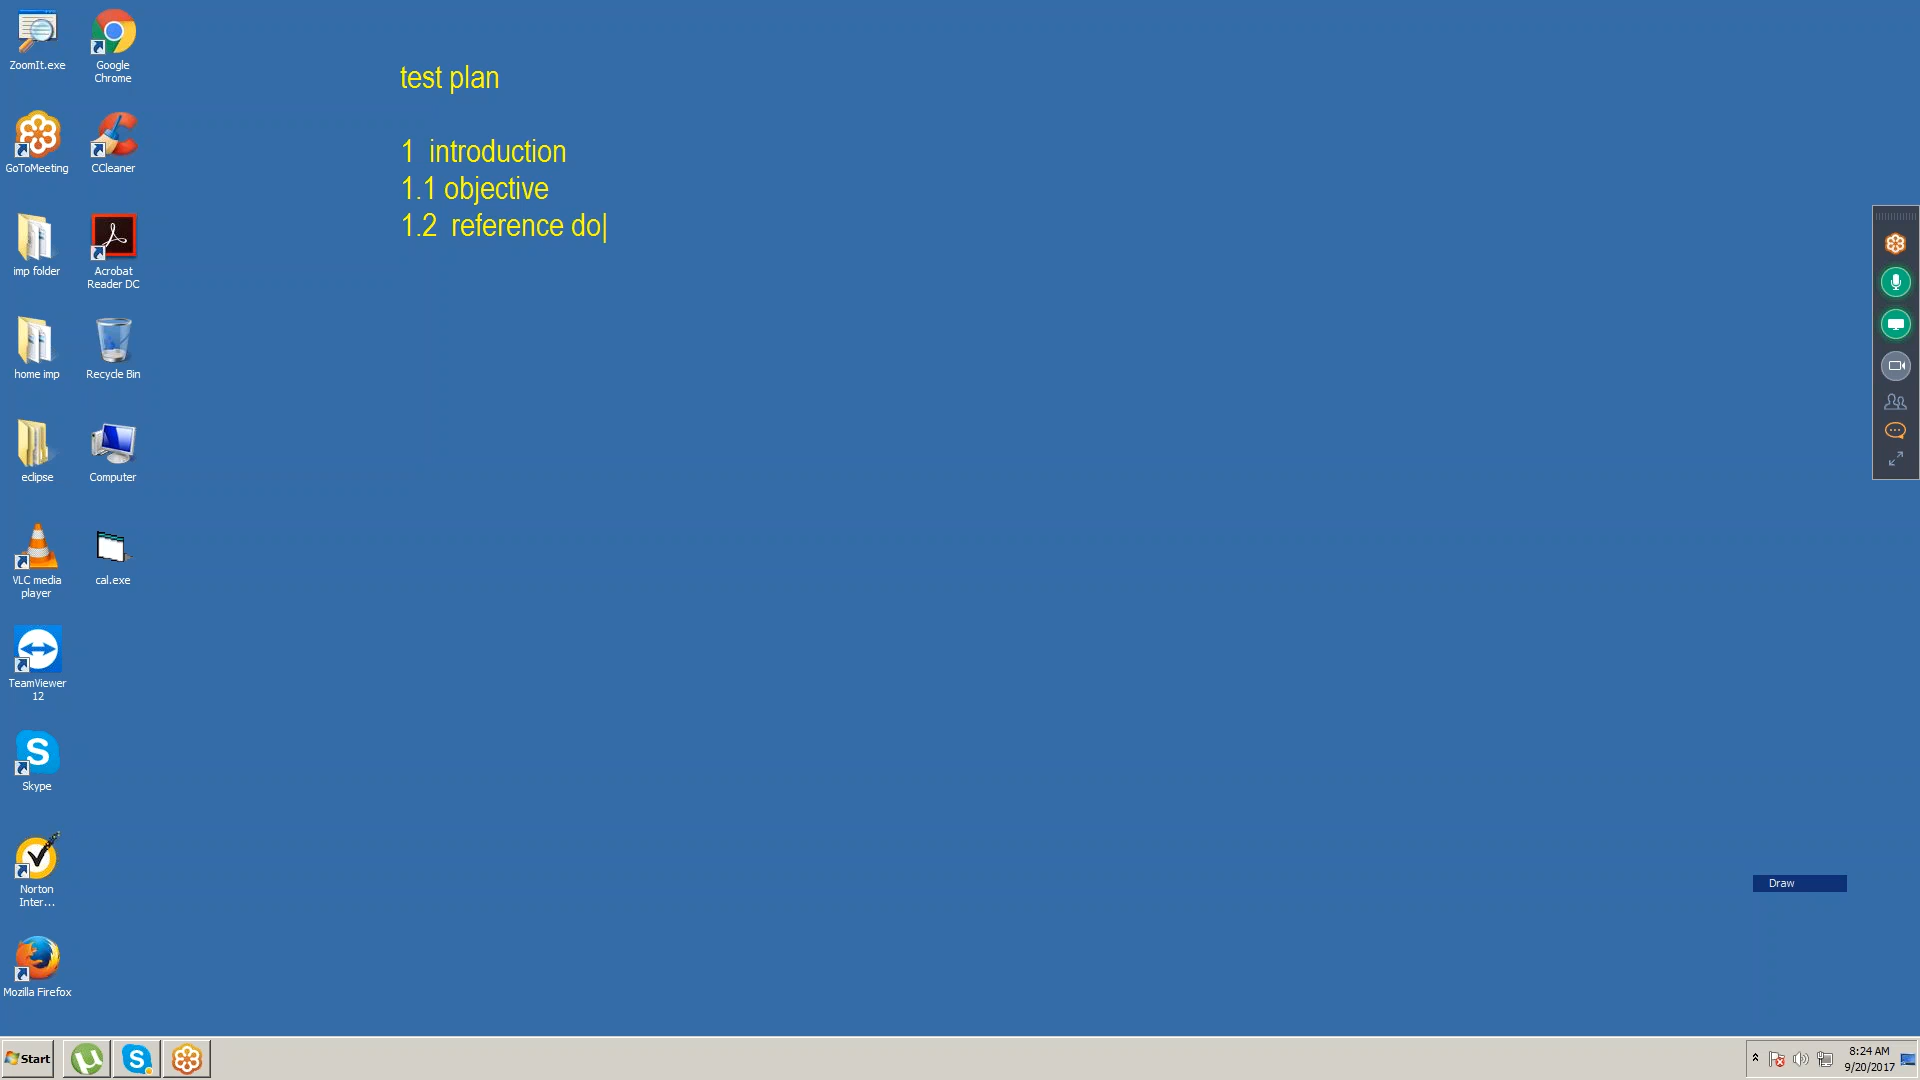 ZoomIt.exe
Google
Chrome
GoToMeeting
CCleaner
imp folder
Acrobat
Reader DC
home imp
Recycle Bin
eclipse
Computer
VLC media
player
cal.exe
TeamViewer
12
Skype
Norton
Inter...
Mozilla Firefox
test plan
1 introduction
1.1 objective
1.2 reference do
Draw
Start
8:24 AM
9/20/2017